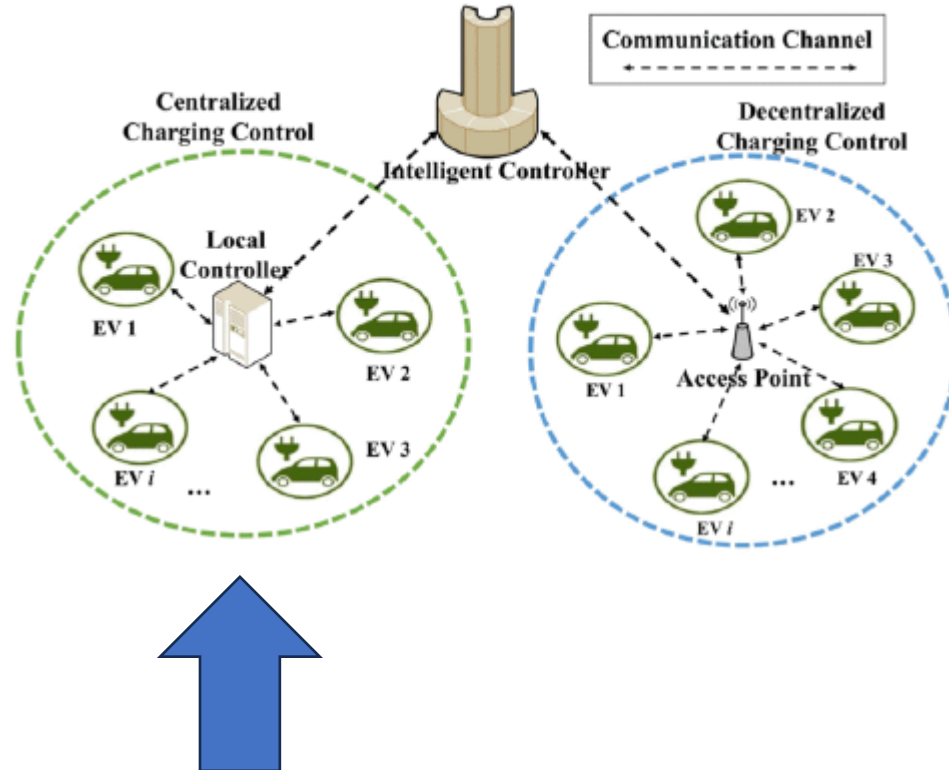 Communication Channel
Centralized
Charging Control
Decentralized
Charging Control
Intelligent Controller
Local
Controller
EV 1
EV 2
EV 3
EV i
...
EV 2
EV 3
EV 1
Access Point
EV 4
...
EV i